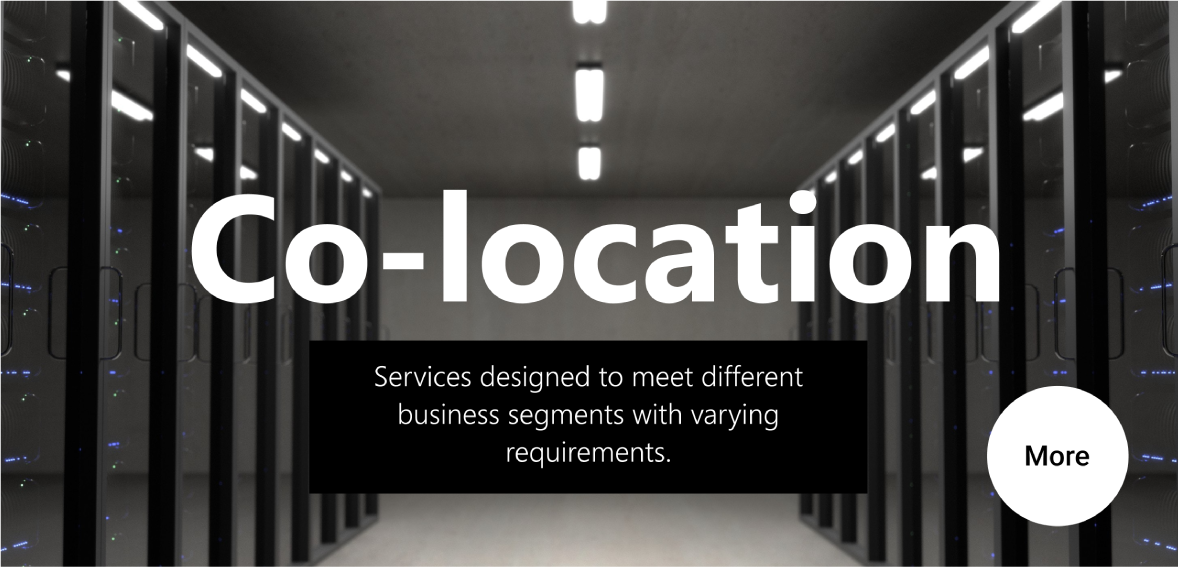 Co-location
Services designed to meet different
business segments with varying
requirements.
More